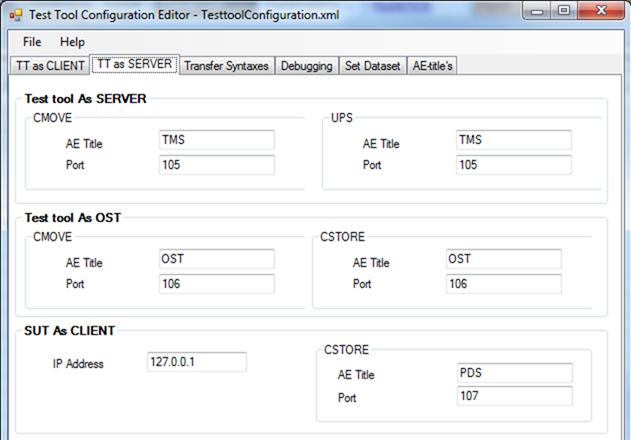 Test Tool Configuration Editor - TesttoolConfiguration.xml
File Help
TT as CLIENT TT as SERVER Transfer Syntaxes Debugging Set Dataset AE-title's
Test tool As SERVER
CMOVE UPS
AE Title TMS AE Title TMS
Port 105 Port 105
Test tool As OST
CMOVE CSTORE
AE Title OST AE Title OST
Port 106 Port 106
SUT As CLIENT
IP Address 127.0.0.1
CSTORE
AE Title PDS
Port 107